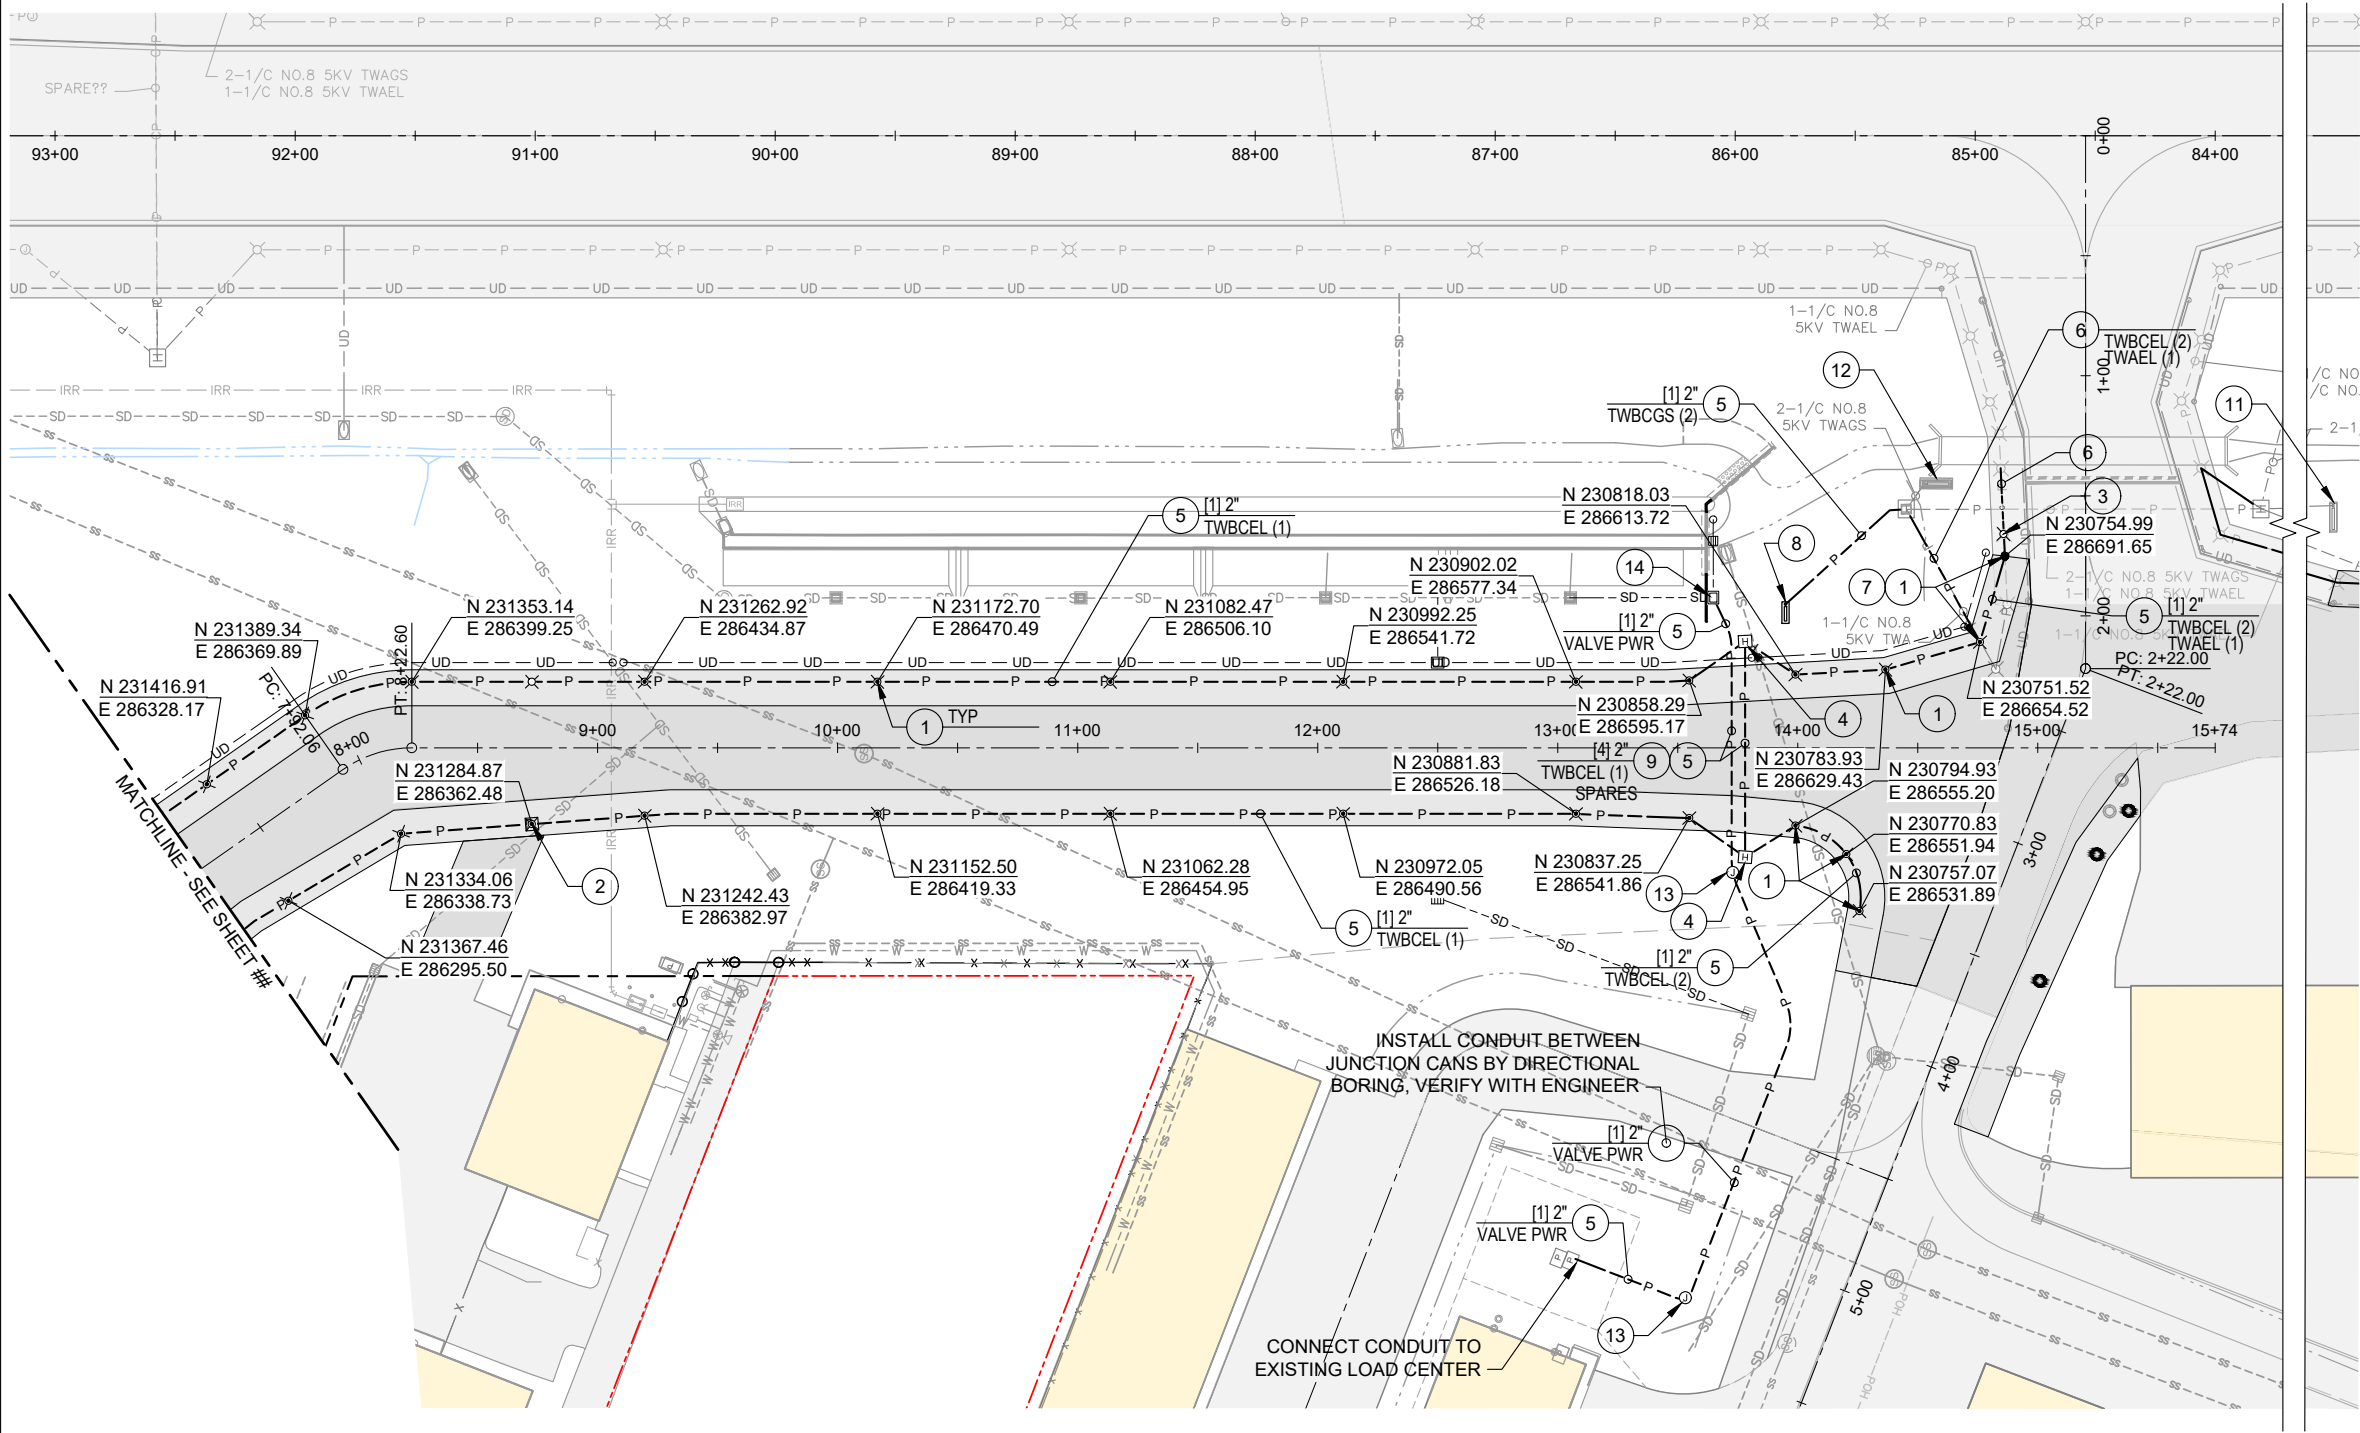 2-1/C NO.8 5KV TWAGS
1-1/C NO.8 5KV TWAEL
SPARE??
93+00
92+00
91+00
90+00
89+00
88+00
87+00
86+00
85+00
84+00
0+00
1-1/C NO.8
5KV TWAEL
6
TWBCEL (2)
TWAEL (1)
1+00
12
[1] 2"
TWBCGS (2)
5
2-1/C NO.8
5KV TWAGS
11
6
3
N 230818.03
E 286613.72
5
[1] 2"
TWBCEL (1)
N 230754.99
E 286691.65
8
14
N 230902.02
E 286577.34
7
1
2-1/C NO.8 5KV TWAGS
1-1/C NO.8 5KV TWAEL
N 231353.14
E 286399.25
N 231262.92
E 286434.87
N 231172.70
E 286470.49
N 231082.47
E 286506.10
N 230992.25
E 286541.72
5
[1] 2"
TWBCEL (2)
TWAEL (1)
2+00
N 231389.34
E 286369.89
[1] 2"
VALVE PWR
5
1-1/C NO.8
5KV TWA
PC: 2+22.00
PT: 2+22.00
N 231416.91
E 286328.17
PC: 7+92.06
PT: 8+22.60
N 230751.52
E 286654.52
N 230858.29
E 286595.17
1
TYP
4
1
8+00
9+00
10+00
11+00
12+00
13+00
14+00
15+00
15+74
[4] 2"
TWBCEL (1)
SPARES
9
5
N 230783.93
E 286629.43
N 231284.87
E 286362.48
N 230881.83
E 286526.18
N 230794.93
E 286555.20
MATCHLINE - SEE SHEET ##
N 230770.83
E 286551.94
3+00
N 231334.06
E 286338.73
2
N 231242.43
E 286382.97
N 231152.50
E 286419.33
N 231062.28
E 286454.95
N 230972.05
E 286490.56
N 230837.25
E 286541.86
13
1
N 230757.07
E 286531.89
4
5
[1] 2"
TWBCEL (1)
N 231367.46
E 286295.50
[1] 2"
TWBCEL (2)
5
INSTALL CONDUIT BETWEEN
JUNCTION CANS BY DIRECTIONAL
BORING, VERIFY WITH ENGINEER
4+00
[1] 2"
VALVE PWR
[1] 2"
VALVE PWR
5
5+00
13
CONNECT CONDUIT TO
EXISTING LOAD CENTER
POH
POH